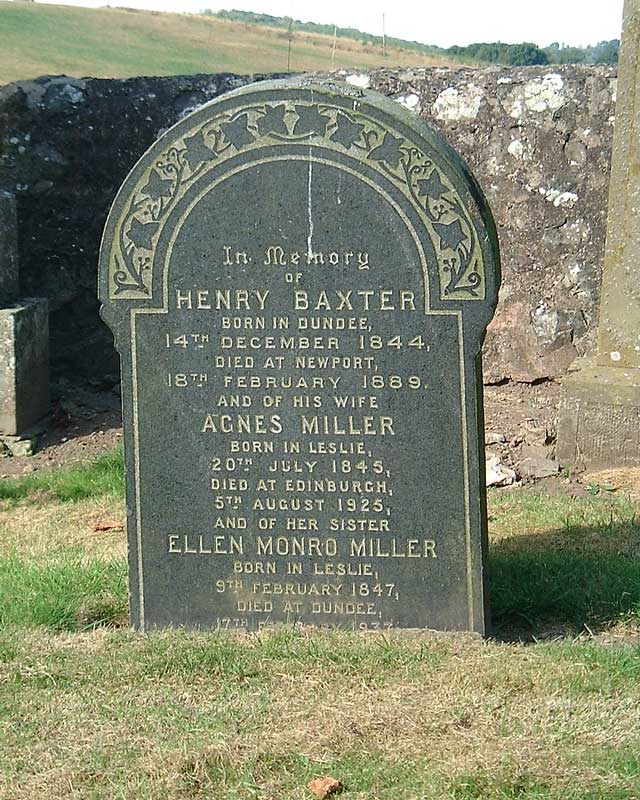 In Memory
OF
HENRY BAXTER
BORN IN DUNDEE,
14TH DECEMBER 1844,
DIED AT NEWPORT,
18TH FEBRUARY 1889.
AND OF HIS WIFE
AGNES MILLER
BORN IN LESLIE,
20TH JULY 1845,
DIED AT EDINBURGH,
5TH AUGUST 1925,
AND OF HER SISTER
ELLEN MONRO MILLER
BORN IN LESLIE,
9TH FEBRUARY 1847,
DIED AT DUNDEE,
17TH